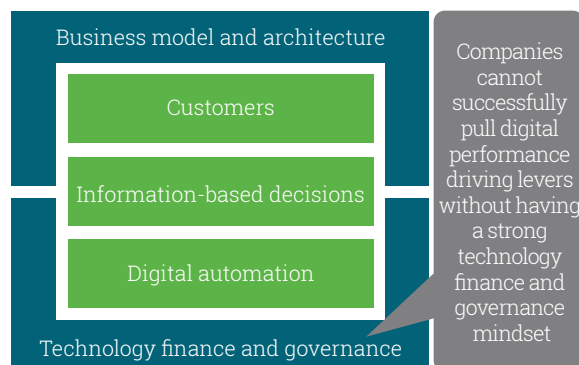 Business model and architecture
Customers
Information-based decisions
Digital automation
Technology finance and governance
Companies
cannot
successfully
pull digital
performance
driving levers
without having
a strong
technology
finance and
governance
mindset